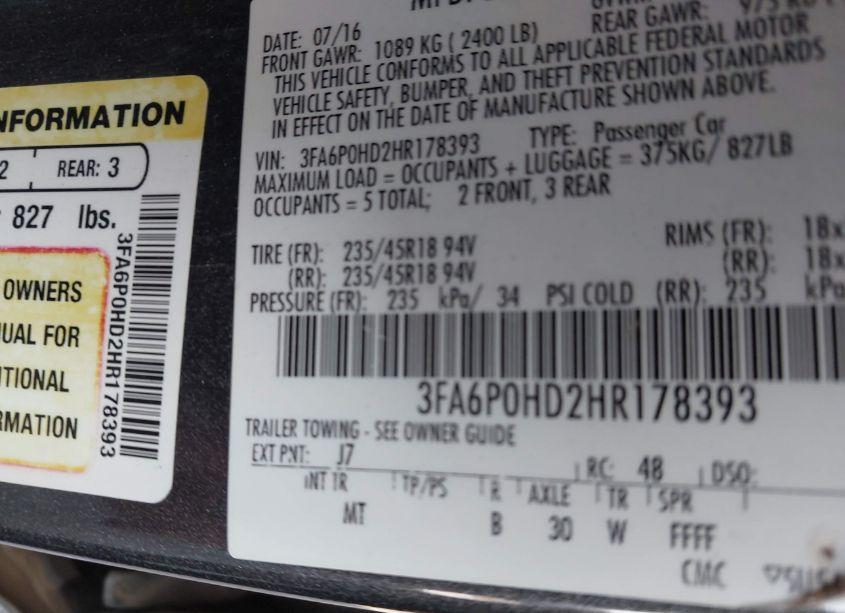 NFORMATION
2 REAR: 3
827 lbs.
OWNERS
UAL FOR
ITIONAL
RMATION
3FA6P0HD2HR178393
DATE: 07/16
REAR GAWR:
FRONT GAWR: 1089 KG ( 2400 LB)
THIS VEHICLE CONFORMS TO ALL APPLICABLE FEDERAL MOTOR
VEHICLE SAFETY, BUMPER, AND THEFT PREVENTION STANDARDS
IN EFFECT ON THE DATE OF MANUFACTURE SHOWN ABOVE.
VIN: 3FA6P0HD2HR178393 TYPE: Passenger Car
MAXIMUM LOAD = OCCUPANTS + LUGGAGE = 375KG/ 827LB
OCCUPANTS = 5 TOTAL; 2 FRONT, 3 REAR
TIRE (FR): 235/45R18 94V RIMS (FR): 18x
(RR): 235/45R18 94V (RR): 18x
PRESSURE (FR): 235 kPa/ 34 PSI COLD (RR): 235 kPa
3FA6P0HD2HR178393
TRAILER TOWING - SEE OWNER GUIDE
EXT PNT: J7 RC: 48 DSO:
INT TR TP/PS R AXLE TR SPR
MT B 30 W FFFF
CMC